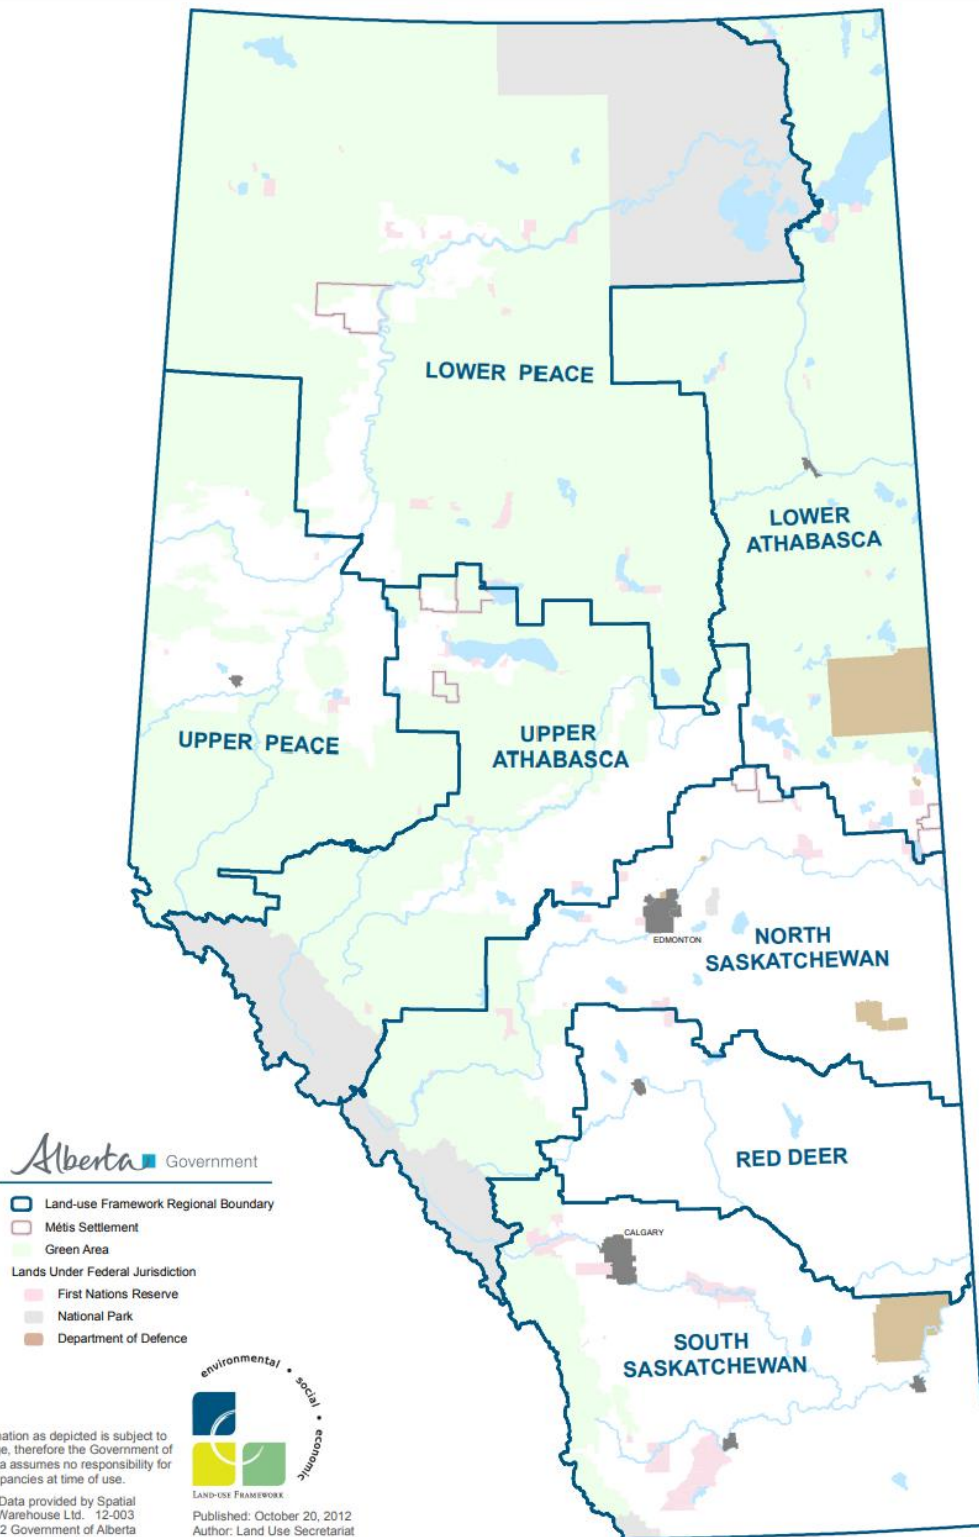 LOWER PEACE
LOWER
ATHABASCA
UPPER PEACE
UPPER
ATHABASCA
EDMONTON
NORTH
SASKATCHEWAN
RED DEER
CALGARY
SOUTH
SASKATCHEWAN
Alberta Government
Land-use Framework Regional Boundary
Métis Settlement
Green Area
Lands Under Federal Jurisdiction
First Nations Reserve
National Park
Department of Defence
environmental • social • economic
LAND-USE FRAMEWORK
depicted is subject to
therefore the Government of
assumes no responsibility for
at time of use.
Data provided by Spatial
Warehouse Ltd. 12-003
Government of Alberta
Published: October 20, 2012
Author: Land Use Secretariat